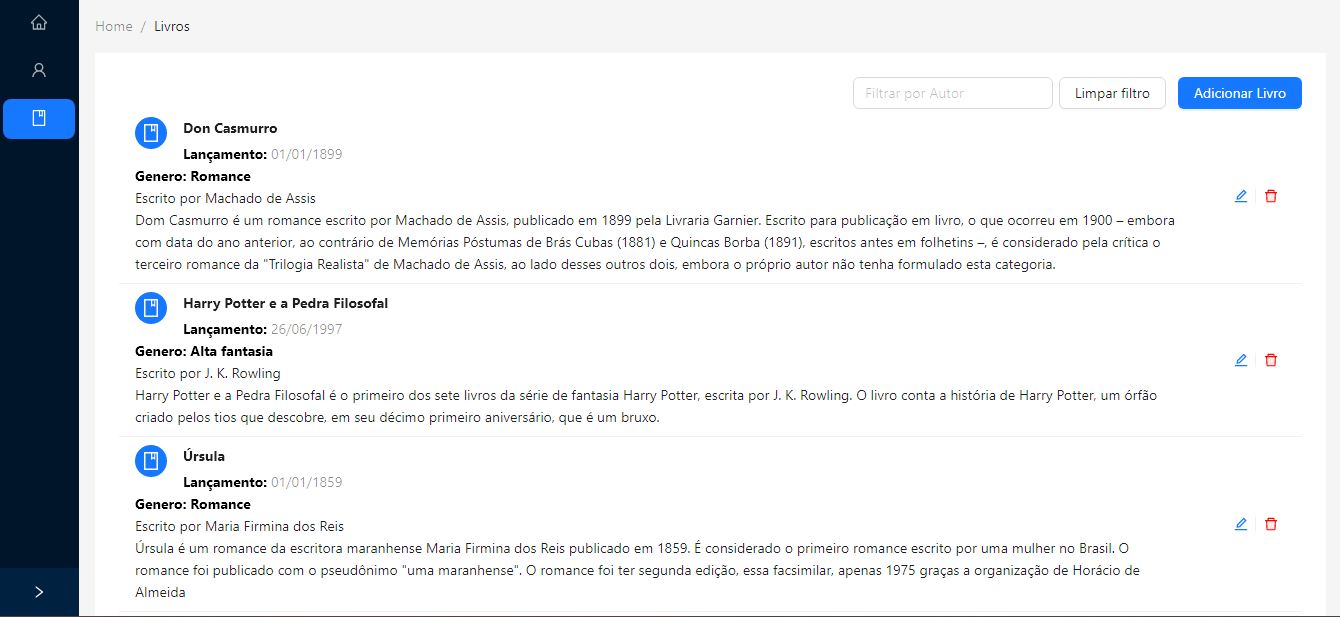 Home / Livros
Filtrar por Autor
Limpar filtro
Adicionar Livro
Don Casmurro
Lançamento: 01/01/1899
Genero: Romance
Escrito por Machado de Assis
Dom Casmurro é um romance escrito por Machado de Assis, publicado em 1899 pela Livraria Garnier. Escrito para publicação em livro, o que ocorreu em 1900 – embora
com data do ano anterior, ao contrário de Memórias Póstumas de Brás Cubas (1881) e Quincas Borba (1891), escritos antes em folhetins –, é considerado pela crítica o
terceiro romance da "Trilogia Realista" de Machado de Assis, ao lado desses outros dois, embora o próprio autor não tenha formulado esta categoria.
Harry Potter e a Pedra Filosofal
Lançamento: 26/06/1997
Genero: Alta fantasia
Escrito por J. K. Rowling
Harry Potter e a Pedra Filosofal é o primeiro dos sete livros da série de fantasia Harry Potter, escrita por J. K. Rowling. O livro conta a história de Harry Potter, um órfão
criado pelos tios que descobre, em seu décimo primeiro aniversário, que é um bruxo.
Úrsula
Lançamento: 01/01/1859
Genero: Romance
Escrito por Maria Firmina dos Reis
Úrsula é um romance da escritora maranhense Maria Firmina dos Reis publicado em 1859. É considerado o primeiro romance escrito por uma mulher no Brasil. O
romance foi publicado com o pseudônimo "uma maranhense". O romance foi ter segunda edição, essa facsimilar, apenas 1975 graças a organização de Horácio de
Almeida